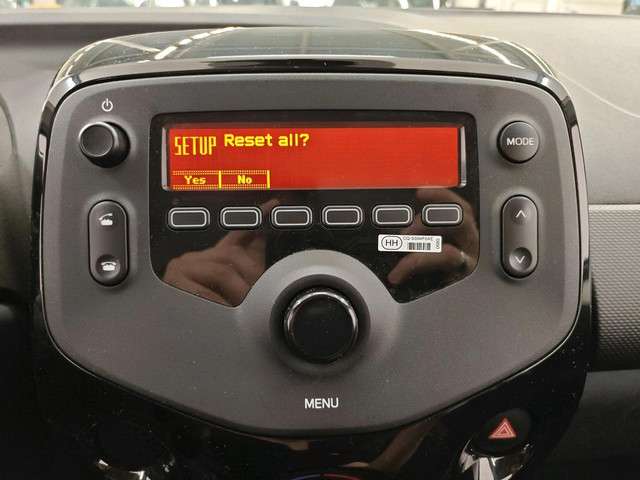 SETUP Reset all?
MODE
Yes No
HH
MENU